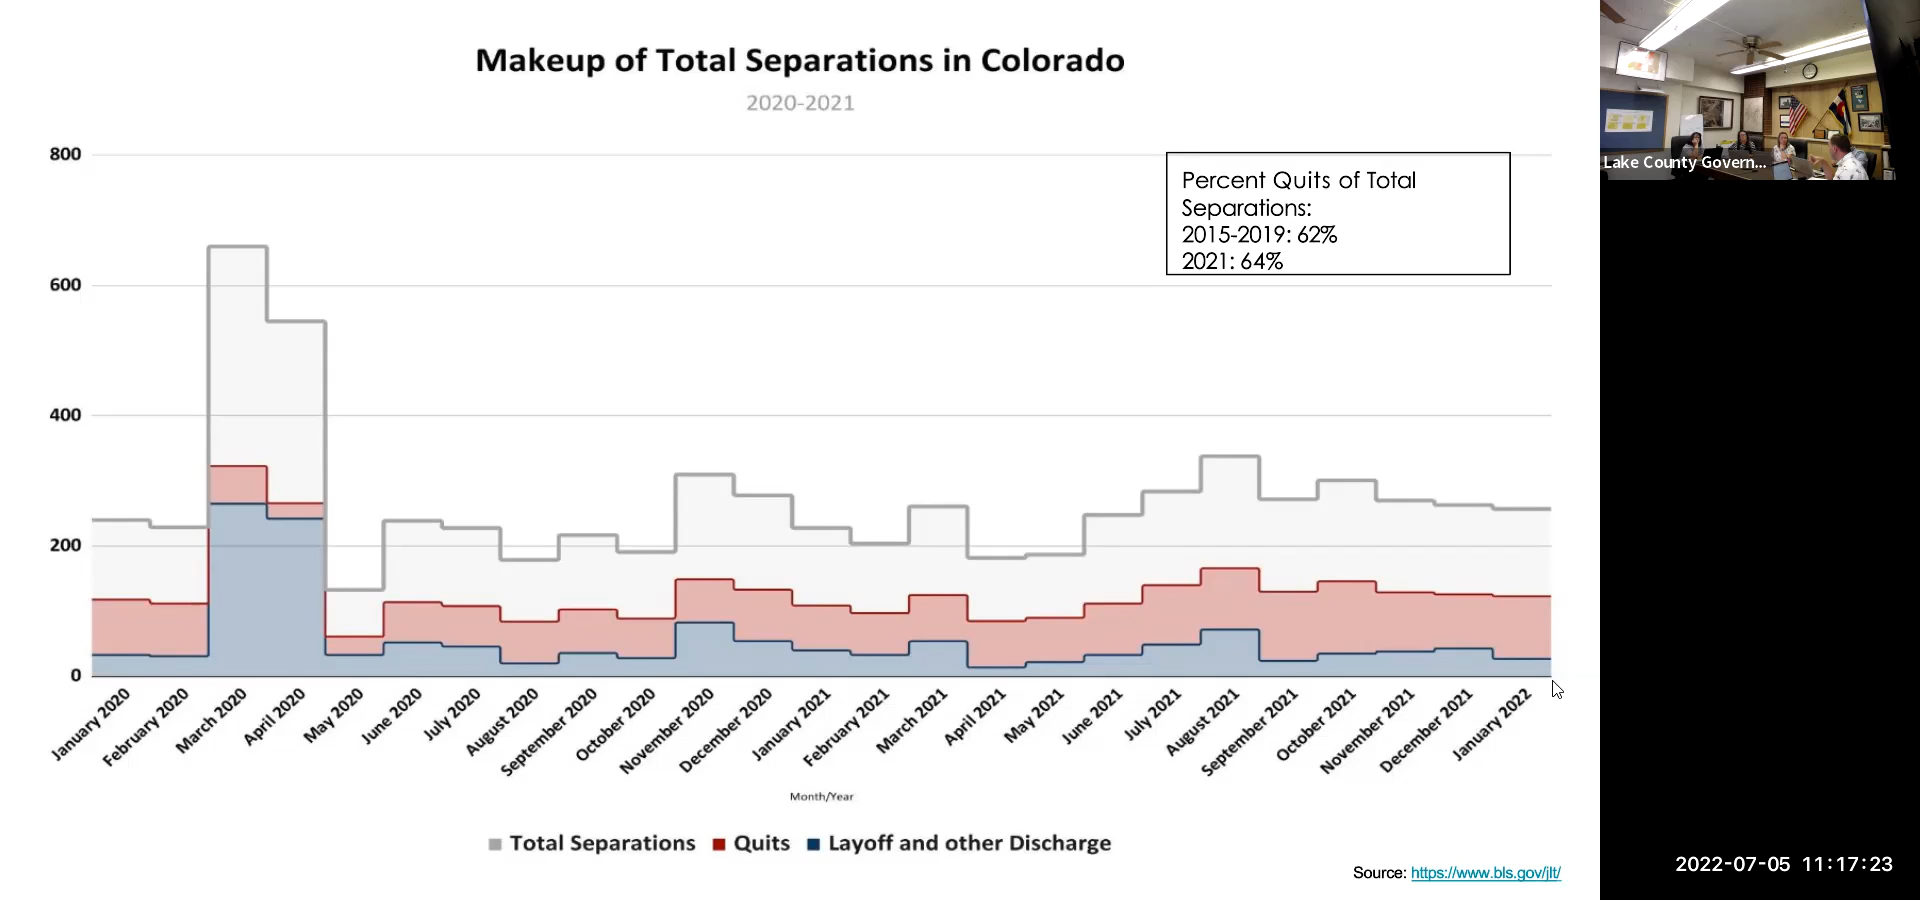 Makeup of Total Separations in Colorado
2020-2021
800
600
400
200
0
Percent Quits of Total
Separations:
2015-2019: 62%
2021: 64%
January 2020
February 2020
March 2020
April 2020
May 2020
June 2020
July 2020
August 2020
September 2020
October 2020
November 2020
December 2020
January 2021
February 2021
March 2021
April 2021
May 2021
June 2021
July 2021
August 2021
September 2021
October 2021
November 2021
December 2021
January 2022
Month/Year
Total Separations Quits Layoff and other Discharge
Source: https://www.bls.gov/jlt/
Lake County Govern...
2022-07-05 11:17:23